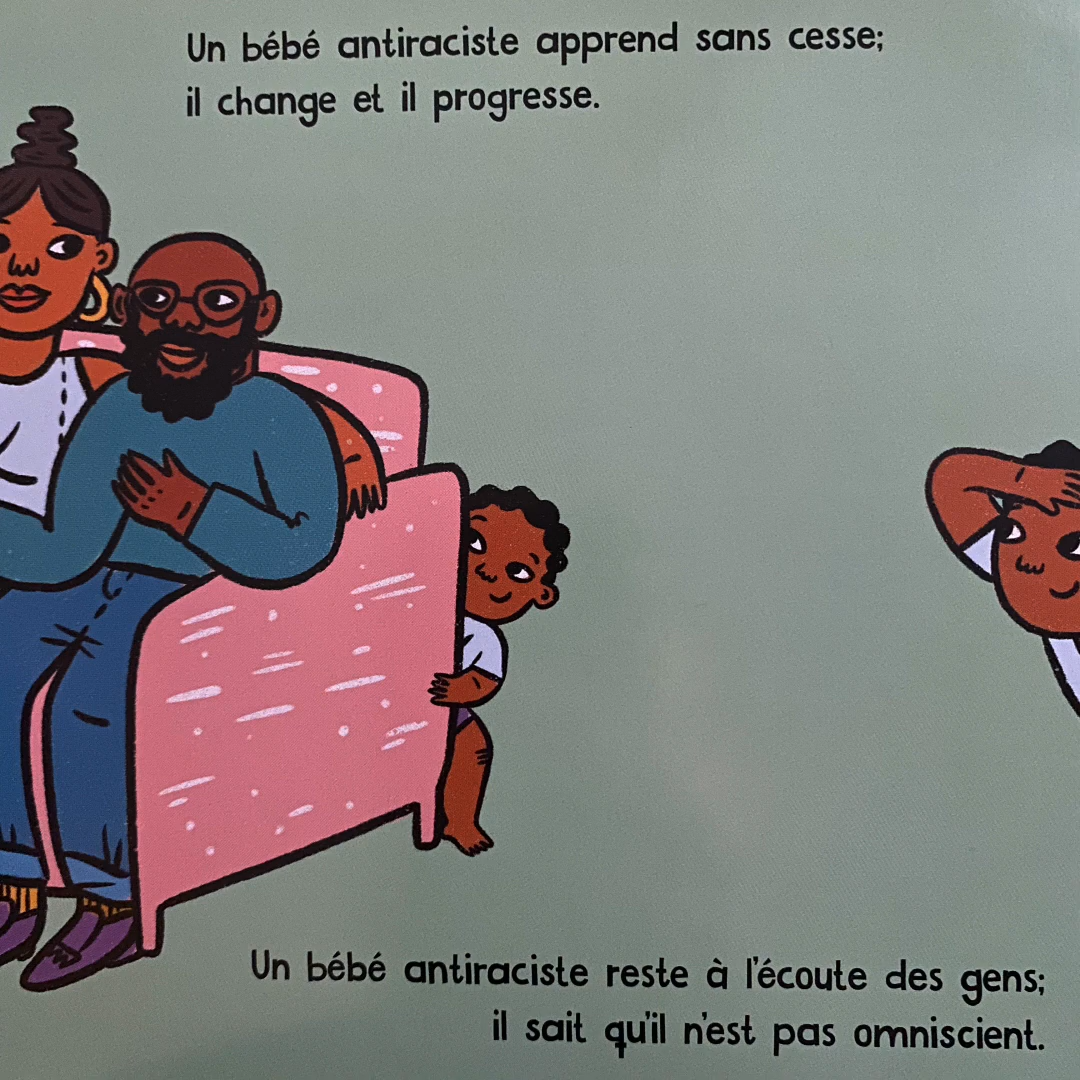 Un bébé antiraciste apprend sans cesse;
il change et il progresse.
Un bébé antiraciste reste à l'écoute des gens;
il sait qu'il n'est pas omniscient.